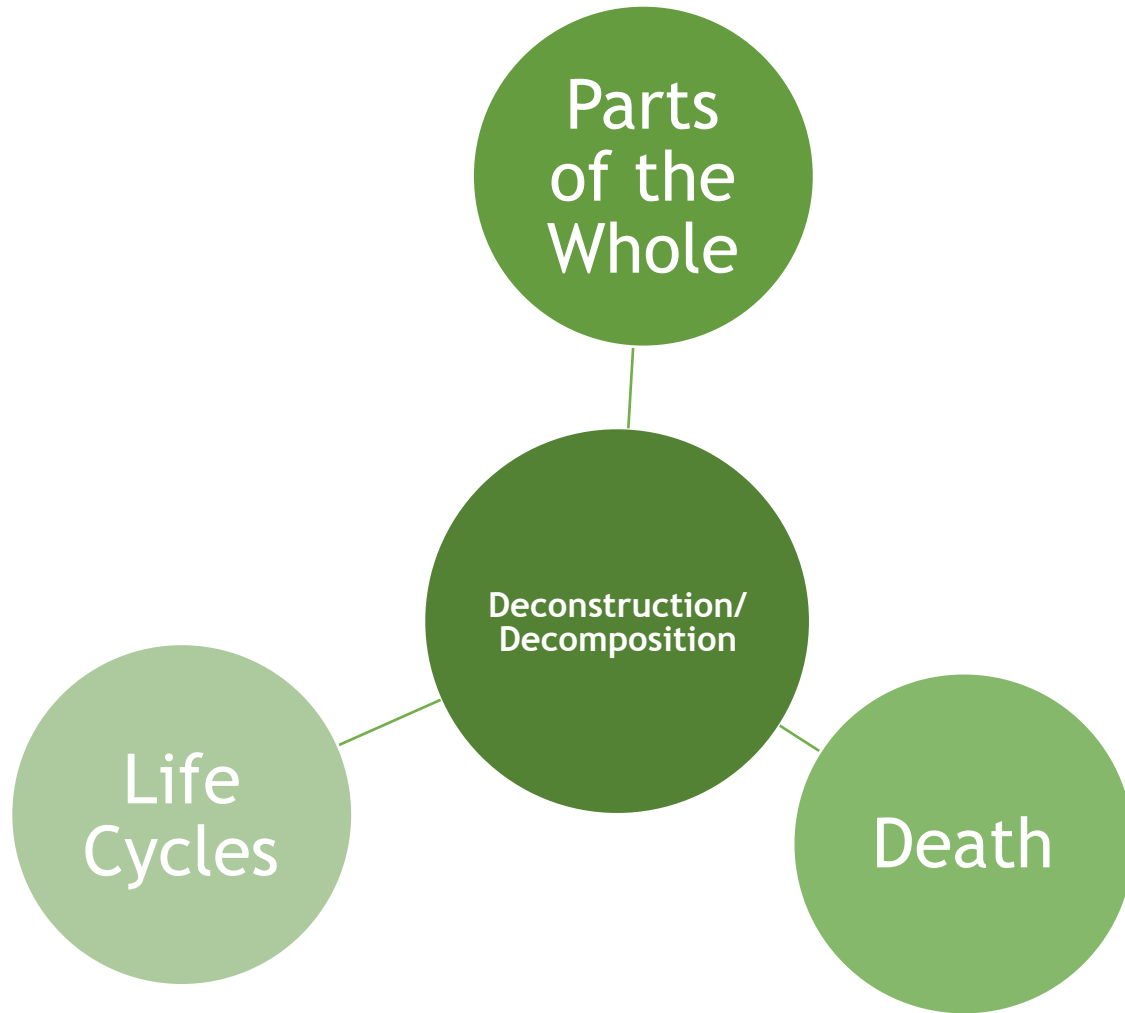 Parts
of the
Whole
Deconstruction/
Decomposition
Life
Cycles
Death